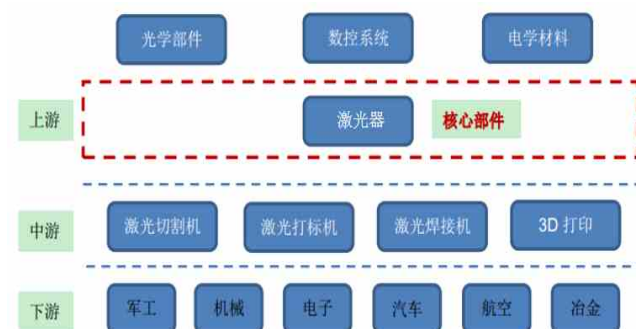 光学部件 数控系统 电学材料
上游 激光器 核心部件
中游 激光切割机 激光打标机 激光焊接机 3D 打印
下游 军工 机械 电子 汽车 航空 冶金